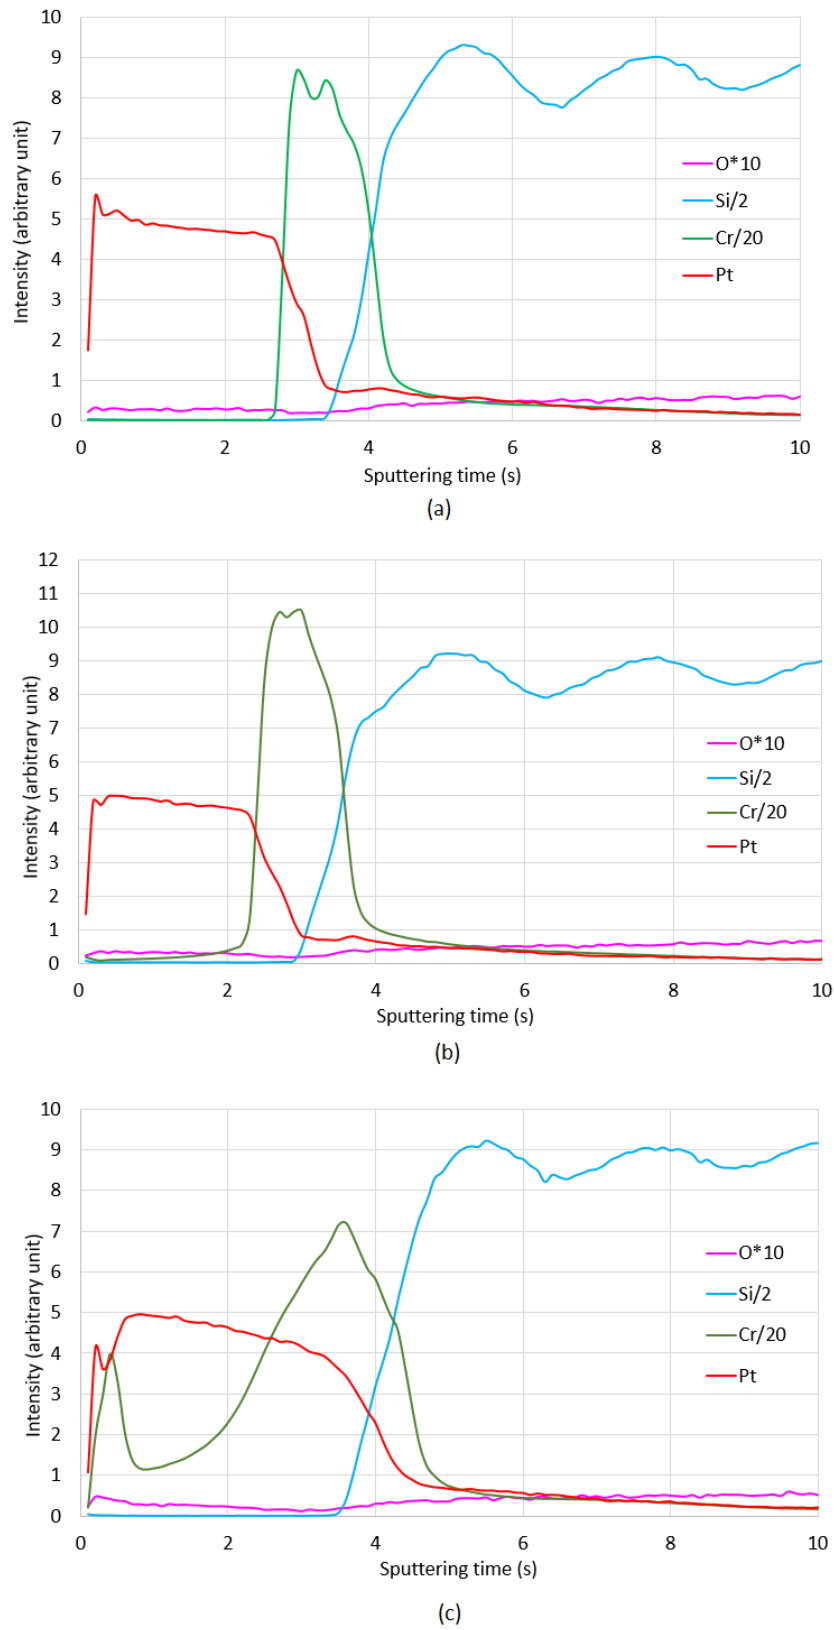 10
9
8
7
6
5
4
3
2
1
0
Intensity (arbitrary unit)
O*10
Si/2
Cr/20
Pt
0 2 4 6 8 10
Sputtering time (s)
(a)
12
11
10
9
8
7
6
5
4
3
2
1
0
Intensity (arbitrary unit)
O*10
Si/2
Cr/20
Pt
0 2 4 6 8 10
Sputtering time (s)
(b)
10
9
8
7
6
5
4
3
2
1
0
Intensity (arbitrary unit)
O*10
Si/2
Cr/20
Pt
0 2 4 6 8 10
Sputtering time (s)
(c)